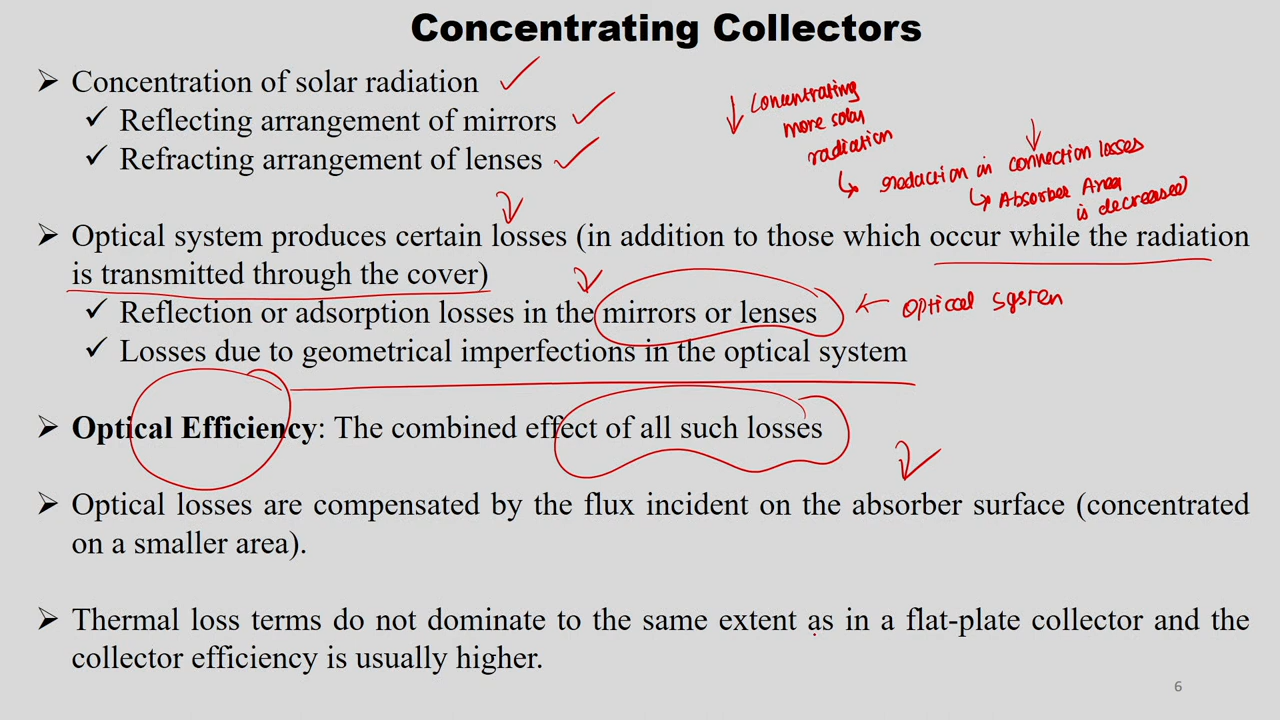 Concentrating Collectors
➢ Concentration of solar radiation
✓ Reflecting arrangement of mirrors
✓ Refracting arrangement of lenses
Concentrating
more solar
radiation
↳ reduction in convection losses
↳ Absorber Area
is decreased
➢ Optical system produces certain losses (in addition to those which occur while the radiation
is transmitted through the cover)
✓ Reflection or adsorption losses in the mirrors or lenses
← optical system
✓ Losses due to geometrical imperfections in the optical system
➢ Optical Efficiency: The combined effect of all such losses
➢ Optical losses are compensated by the flux incident on the absorber surface (concentrated
on a smaller area).
➢ Thermal loss terms do not dominate to the same extent as in a flat-plate collector and the
collector efficiency is usually higher.
6